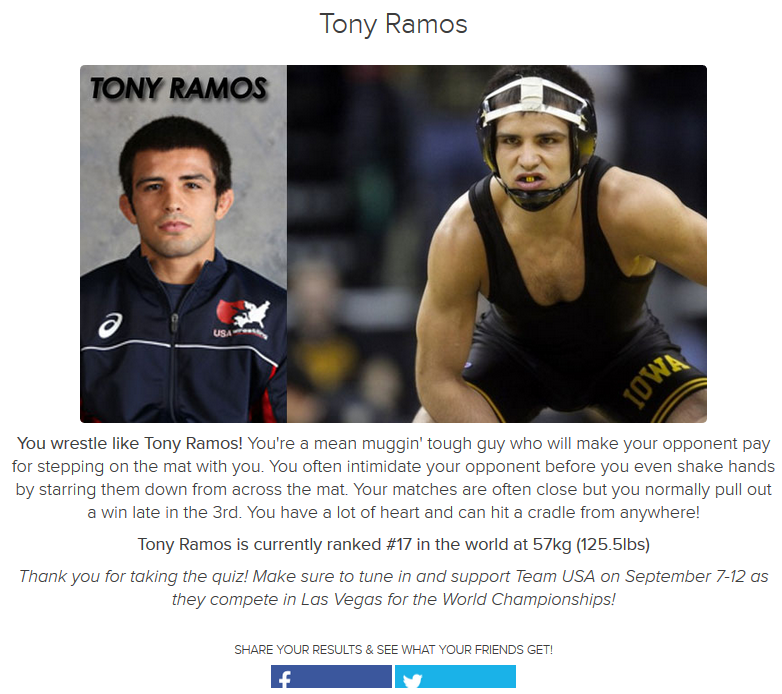 Tony Ramos
TONY RAMOS
USA Wrestling
IOWA
You wrestle like Tony Ramos! You're a mean muggin' tough guy who will make your opponent pay
for stepping on the mat with you. You often intimidate your opponent before you even shake hands
by starring them down from across the mat. Your matches are often close but you normally pull out
a win late in the 3rd. You have a lot of heart and can hit a cradle from anywhere!
Tony Ramos is currently ranked #17 in the world at 57kg (125.5lbs)
Thank you for taking the quiz! Make sure to tune in and support Team USA on September 7-12 as
they compete in Las Vegas for the World Championships!
SHARE YOUR RESULTS & SEE WHAT YOUR FRIENDS GET!